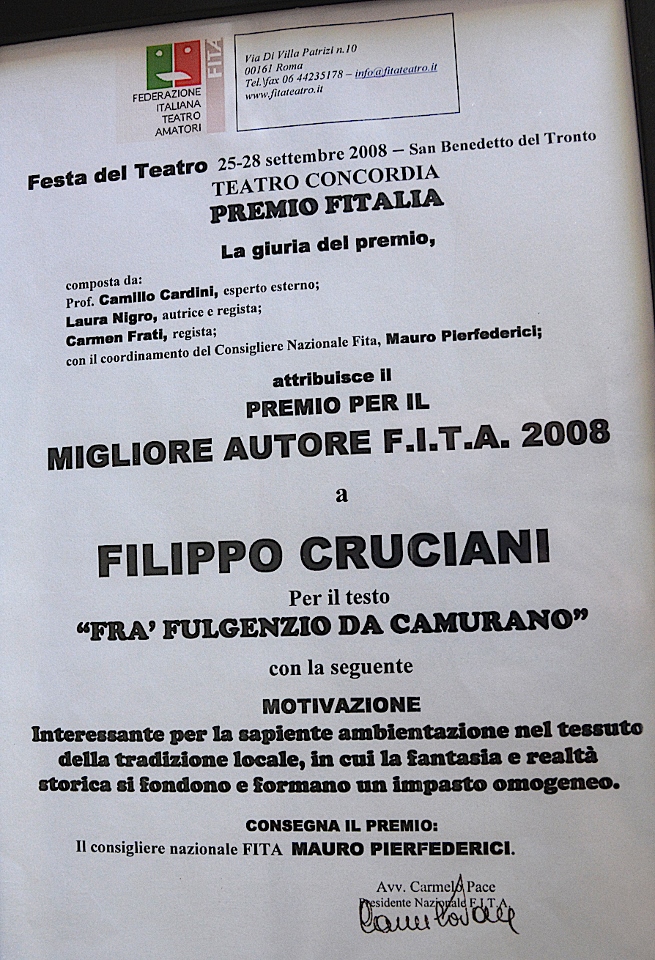 FITA
FEDERAZIONE
ITALIANA
TEATRO
AMATORI
Via Di Villa Patrizi n.10
00161 Roma
Tel.\fax 06 44235178 – info@fitateatro.it
www.fitateatro.it
Festa del Teatro 25-28 settembre 2008 – San Benedetto del Tronto
TEATRO CONCORDIA
PREMIO FITALIA
La giuria del premio,
composta da:
Prof. Camillo Cardini, esperto esterno;
Laura Nigro, autrice e regista;
Carmen Frati, regista;
con il coordinamento del Consigliere Nazionale Fita, Mauro Pierfederici;
attribuisce il
PREMIO PER IL
MIGLIORE AUTORE F.I.T.A. 2008
a
FILIPPO CRUCIANI
Per il testo
“FRA’ FULGENZIO DA CAMURANO”
con la seguente
MOTIVAZIONE
Interessante per la sapiente ambientazione nel tessuto
della tradizione locale, in cui la fantasia e realtà
storica si fondono e formano un impasto omogeneo.
CONSEGNA IL PREMIO:
Il consigliere nazionale FITA MAURO PIERFEDERICI.
Avv. Carmelo Pace
Presidente Nazionale F.I.T.A.